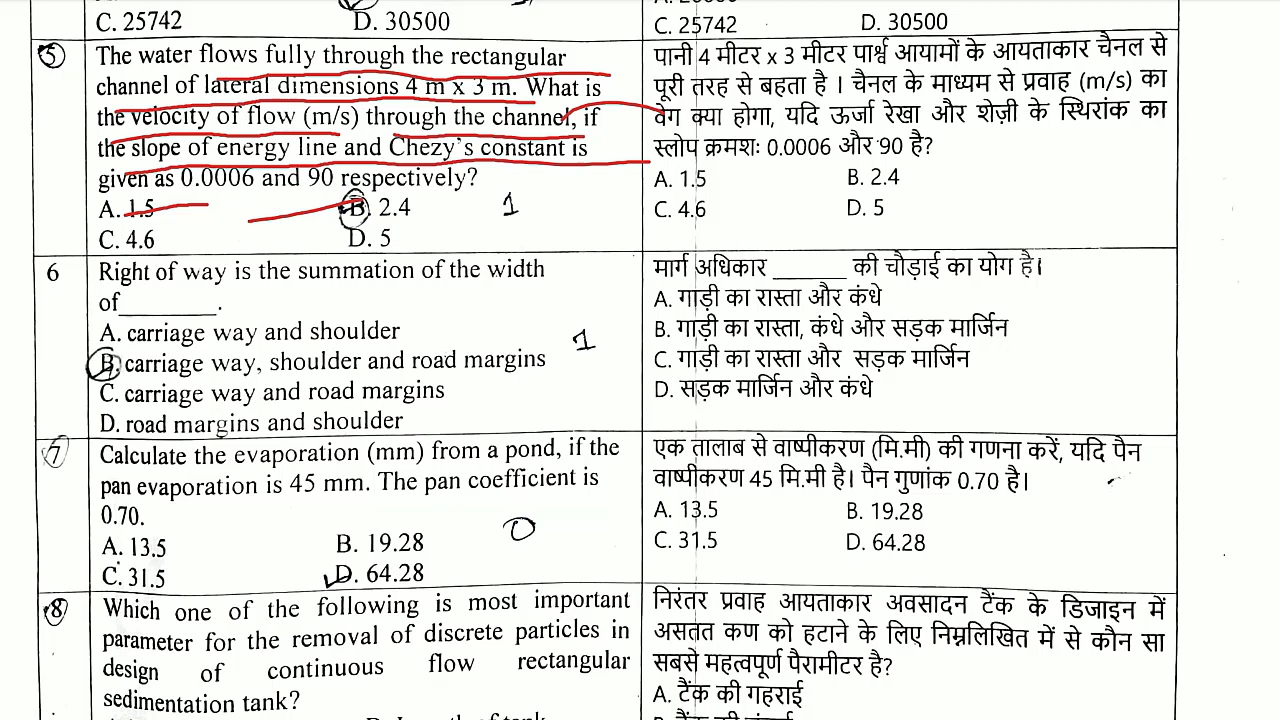 C. 25742 D. 30500
5 The water flows fully through the rectangular
channel of lateral dimensions 4 m x 3 m. What is
the velocity of flow (m/s) through the channel, if
the slope of energy line and Chezy's constant is
given as 0.0006 and 90 respectively?
A. 1.5 B. 2.4 1
C. 4.6 D. 5
6 Right of way is the summation of the width
of________.
A. carriage way and shoulder
B. carriage way, shoulder and road margins 1
C. carriage way and road margins
D. road margins and shoulder
7 Calculate the evaporation (mm) from a pond, if the
pan evaporation is 45 mm. The pan coefficient is
0.70.
A. 13.5 B. 19.28 0
C. 31.5 D. 64.28
8 Which one of the following is most important
parameter for the removal of discrete particles in
design of continuous flow rectangular
sedimentation tank?
C. 25742 D. 30500
पानी 4 मीटर x 3 मीटर पार्श्व आयामों के आयताकार चैनल से
पूरी तरह से बहता है । चैनल के माध्यम से प्रवाह (m/s) का
वेग क्या होगा, यदि ऊर्जा रेखा और शेज़ी के स्थिरांक का
स्लोप क्रमशः 0.0006 और 90 है?
A. 1.5 B. 2.4
C. 4.6 D. 5
मार्ग अधिकार ______ की चौड़ाई का योग है।
A. गाड़ी का रास्ता और कंधे
B. गाड़ी का रास्ता, कंधे और सड़क मार्जिन
C. गाड़ी का रास्ता और सड़क मार्जिन
D. सड़क मार्जिन और कंधे
एक तालाब से वाष्पीकरण (मि.मी) की गणना करें, यदि पैन
वाष्पीकरण 45 मि.मी है। पैन गुणांक 0.70 है।
A. 13.5 B. 19.28
C. 31.5 D. 64.28
निरंतर प्रवाह आयताकार अवसादन टैंक के डिजाइन में
असतत कण को हटाने के लिए निम्नलिखित में से कौन सा
सबसे महत्वपूर्ण पैरामीटर है?
A. टैंक की गहराई